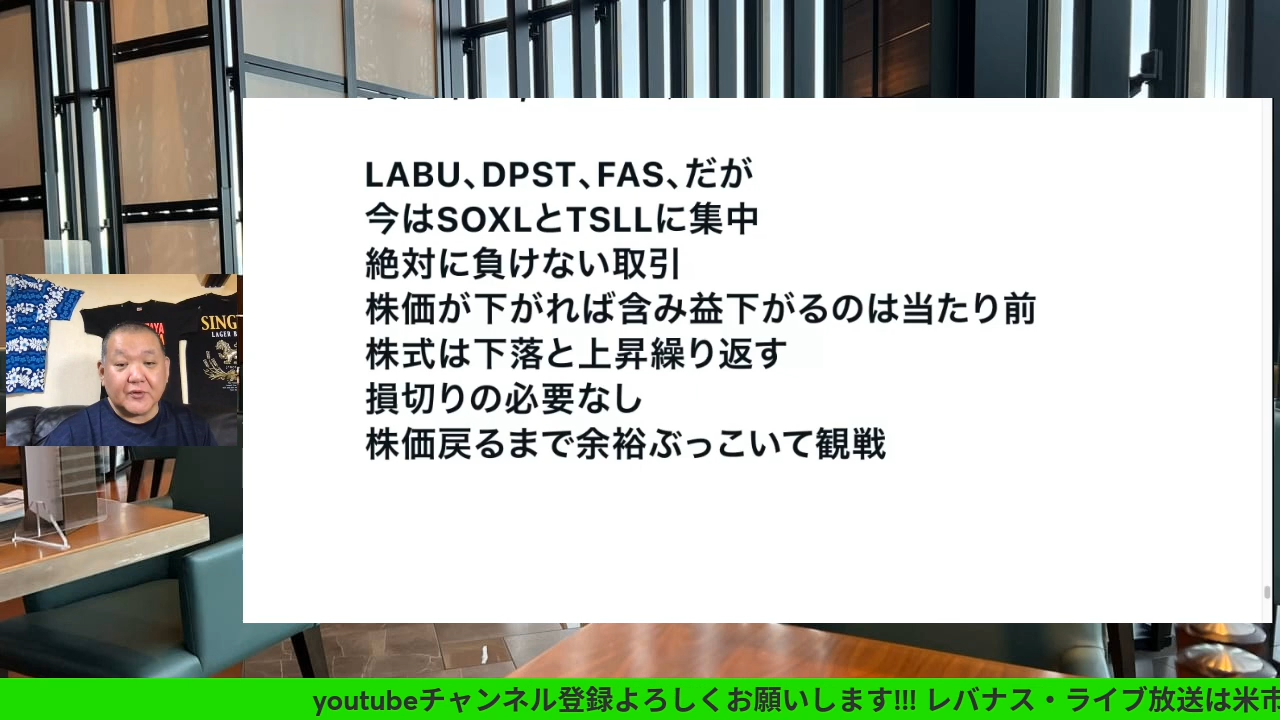 LABU、DPST、FAS、だが
今はSOXLとTSLLに集中
絶対に負けない取引
株価が下がれば含み益下がるのは当たり前
株式は下落と上昇繰り返す
損切りの必要なし
株価戻るまで余裕ぶっこいて観戦
SING
LAGER B
youtubeチャンネル登録よろしくお願いします!!! レバナス・ライブ放送は米市